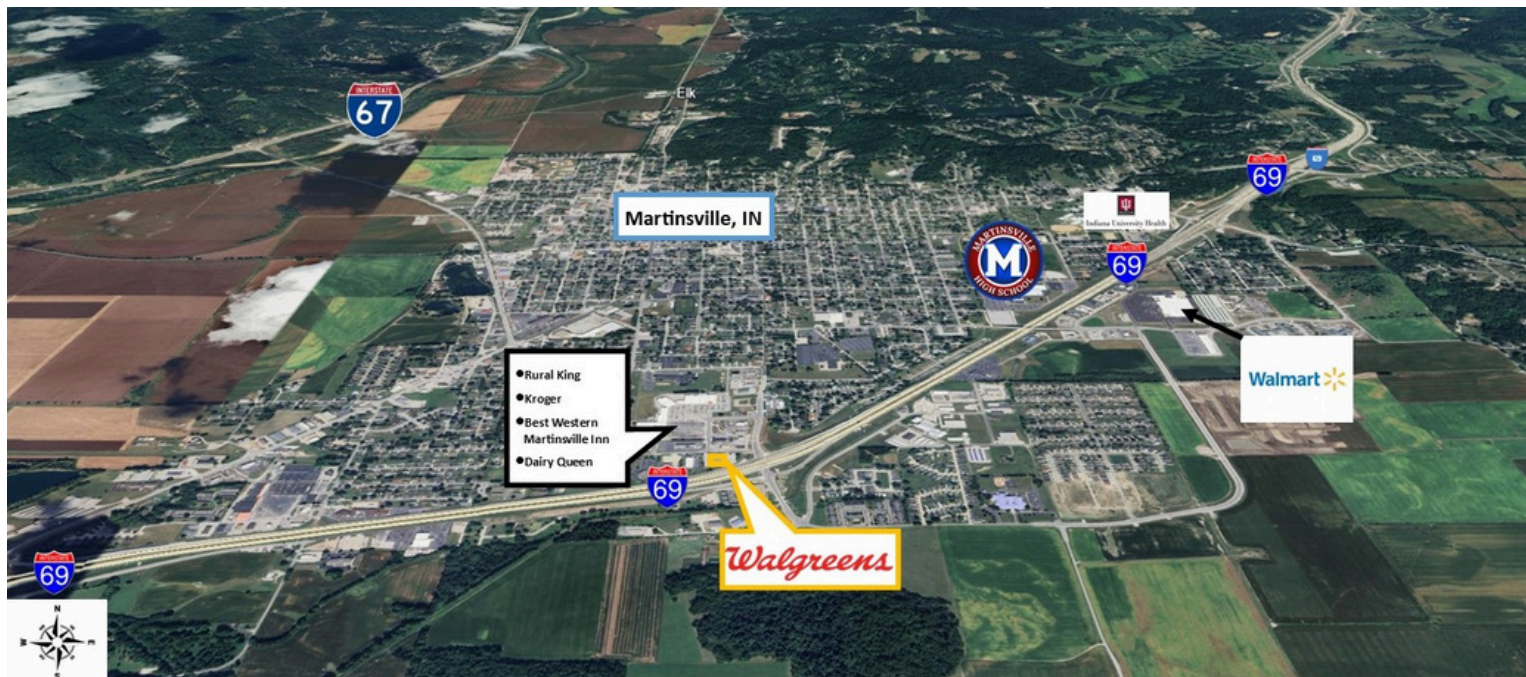 INTERSTATE
67
Elk
Martinsville, IN
INTERSTATE
69
69
Indiana University Health
MARTINSVILLE
M
HIGH SCHOOL
INTERSTATE
69
Walmart
●Rural King
●Kroger
●Best Western
Martinsville Inn
●Dairy Queen
INTERSTATE
69
Walgreens
INTERSTATE
69
N
W
E
S